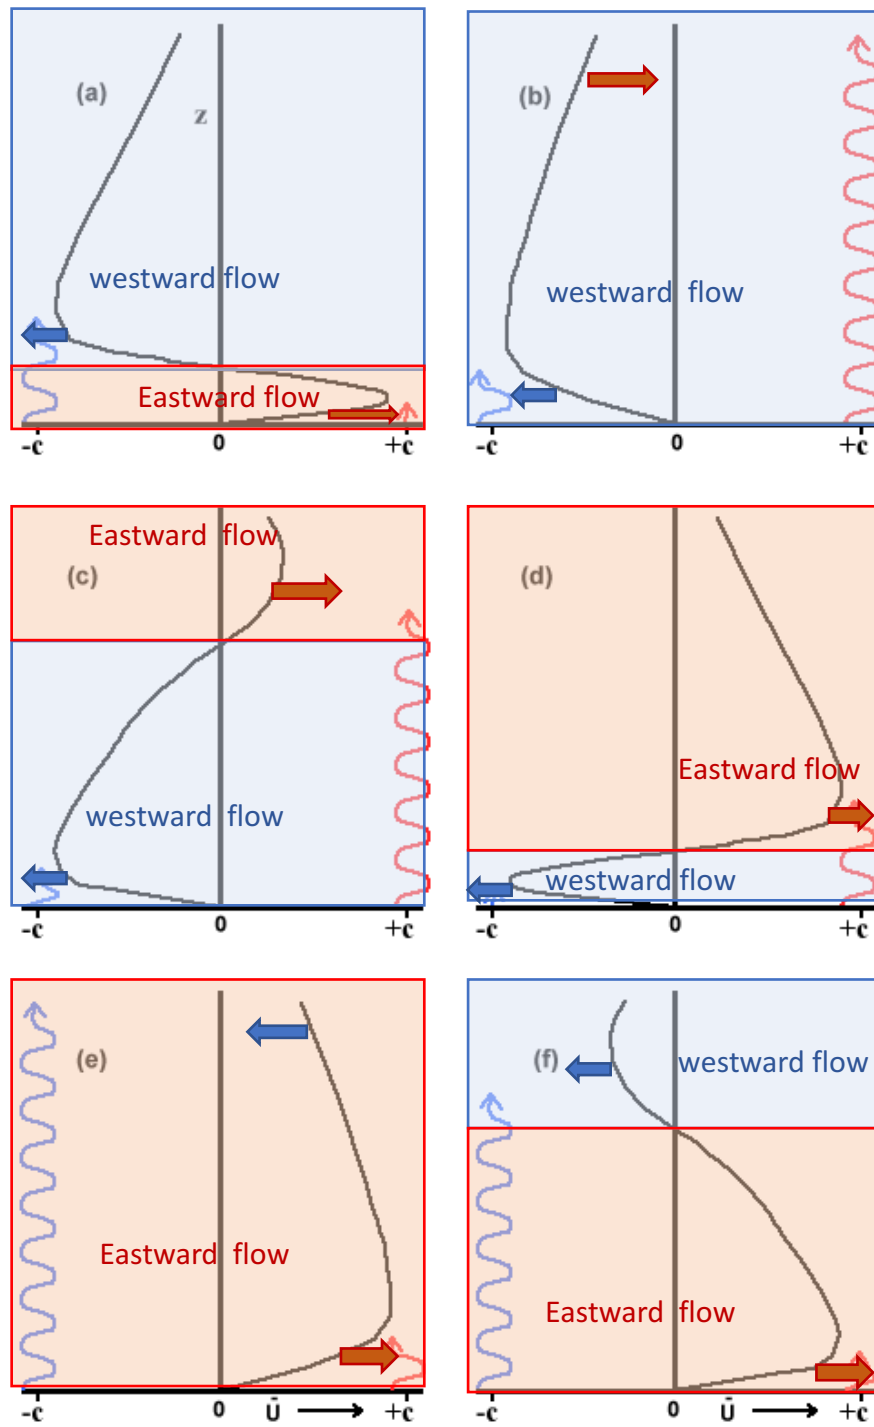 (a)
z
westward flow
Eastward flow
-c 0 +c
(b)
westward flow
-c 0 +c
Eastward flow
(c)
westward flow
-c 0 +c
(d)
Eastward flow
westward flow
-c 0 +c
(e)
Eastward flow
-c 0 Ū +c
(f)
westward flow
Eastward flow
-c 0 Ū +c